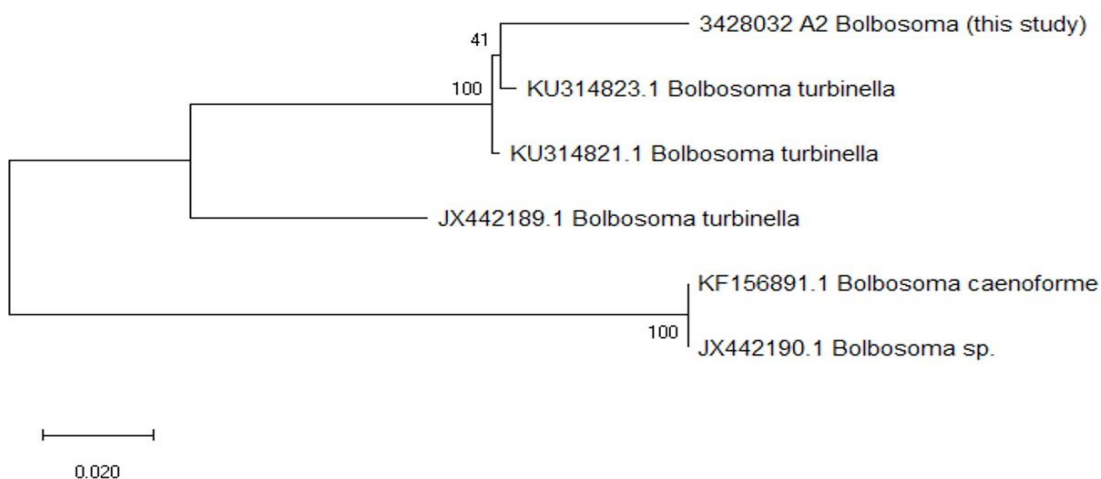 3428032 A2 Bolbosoma (this study)
41
KU314823.1 Bolbosoma turbinella
100
KU314821.1 Bolbosoma turbinella
JX442189.1 Bolbosoma turbinella
KF156891.1 Bolbosoma caenoforme
100
JX442190.1 Bolbosoma sp.
0.020